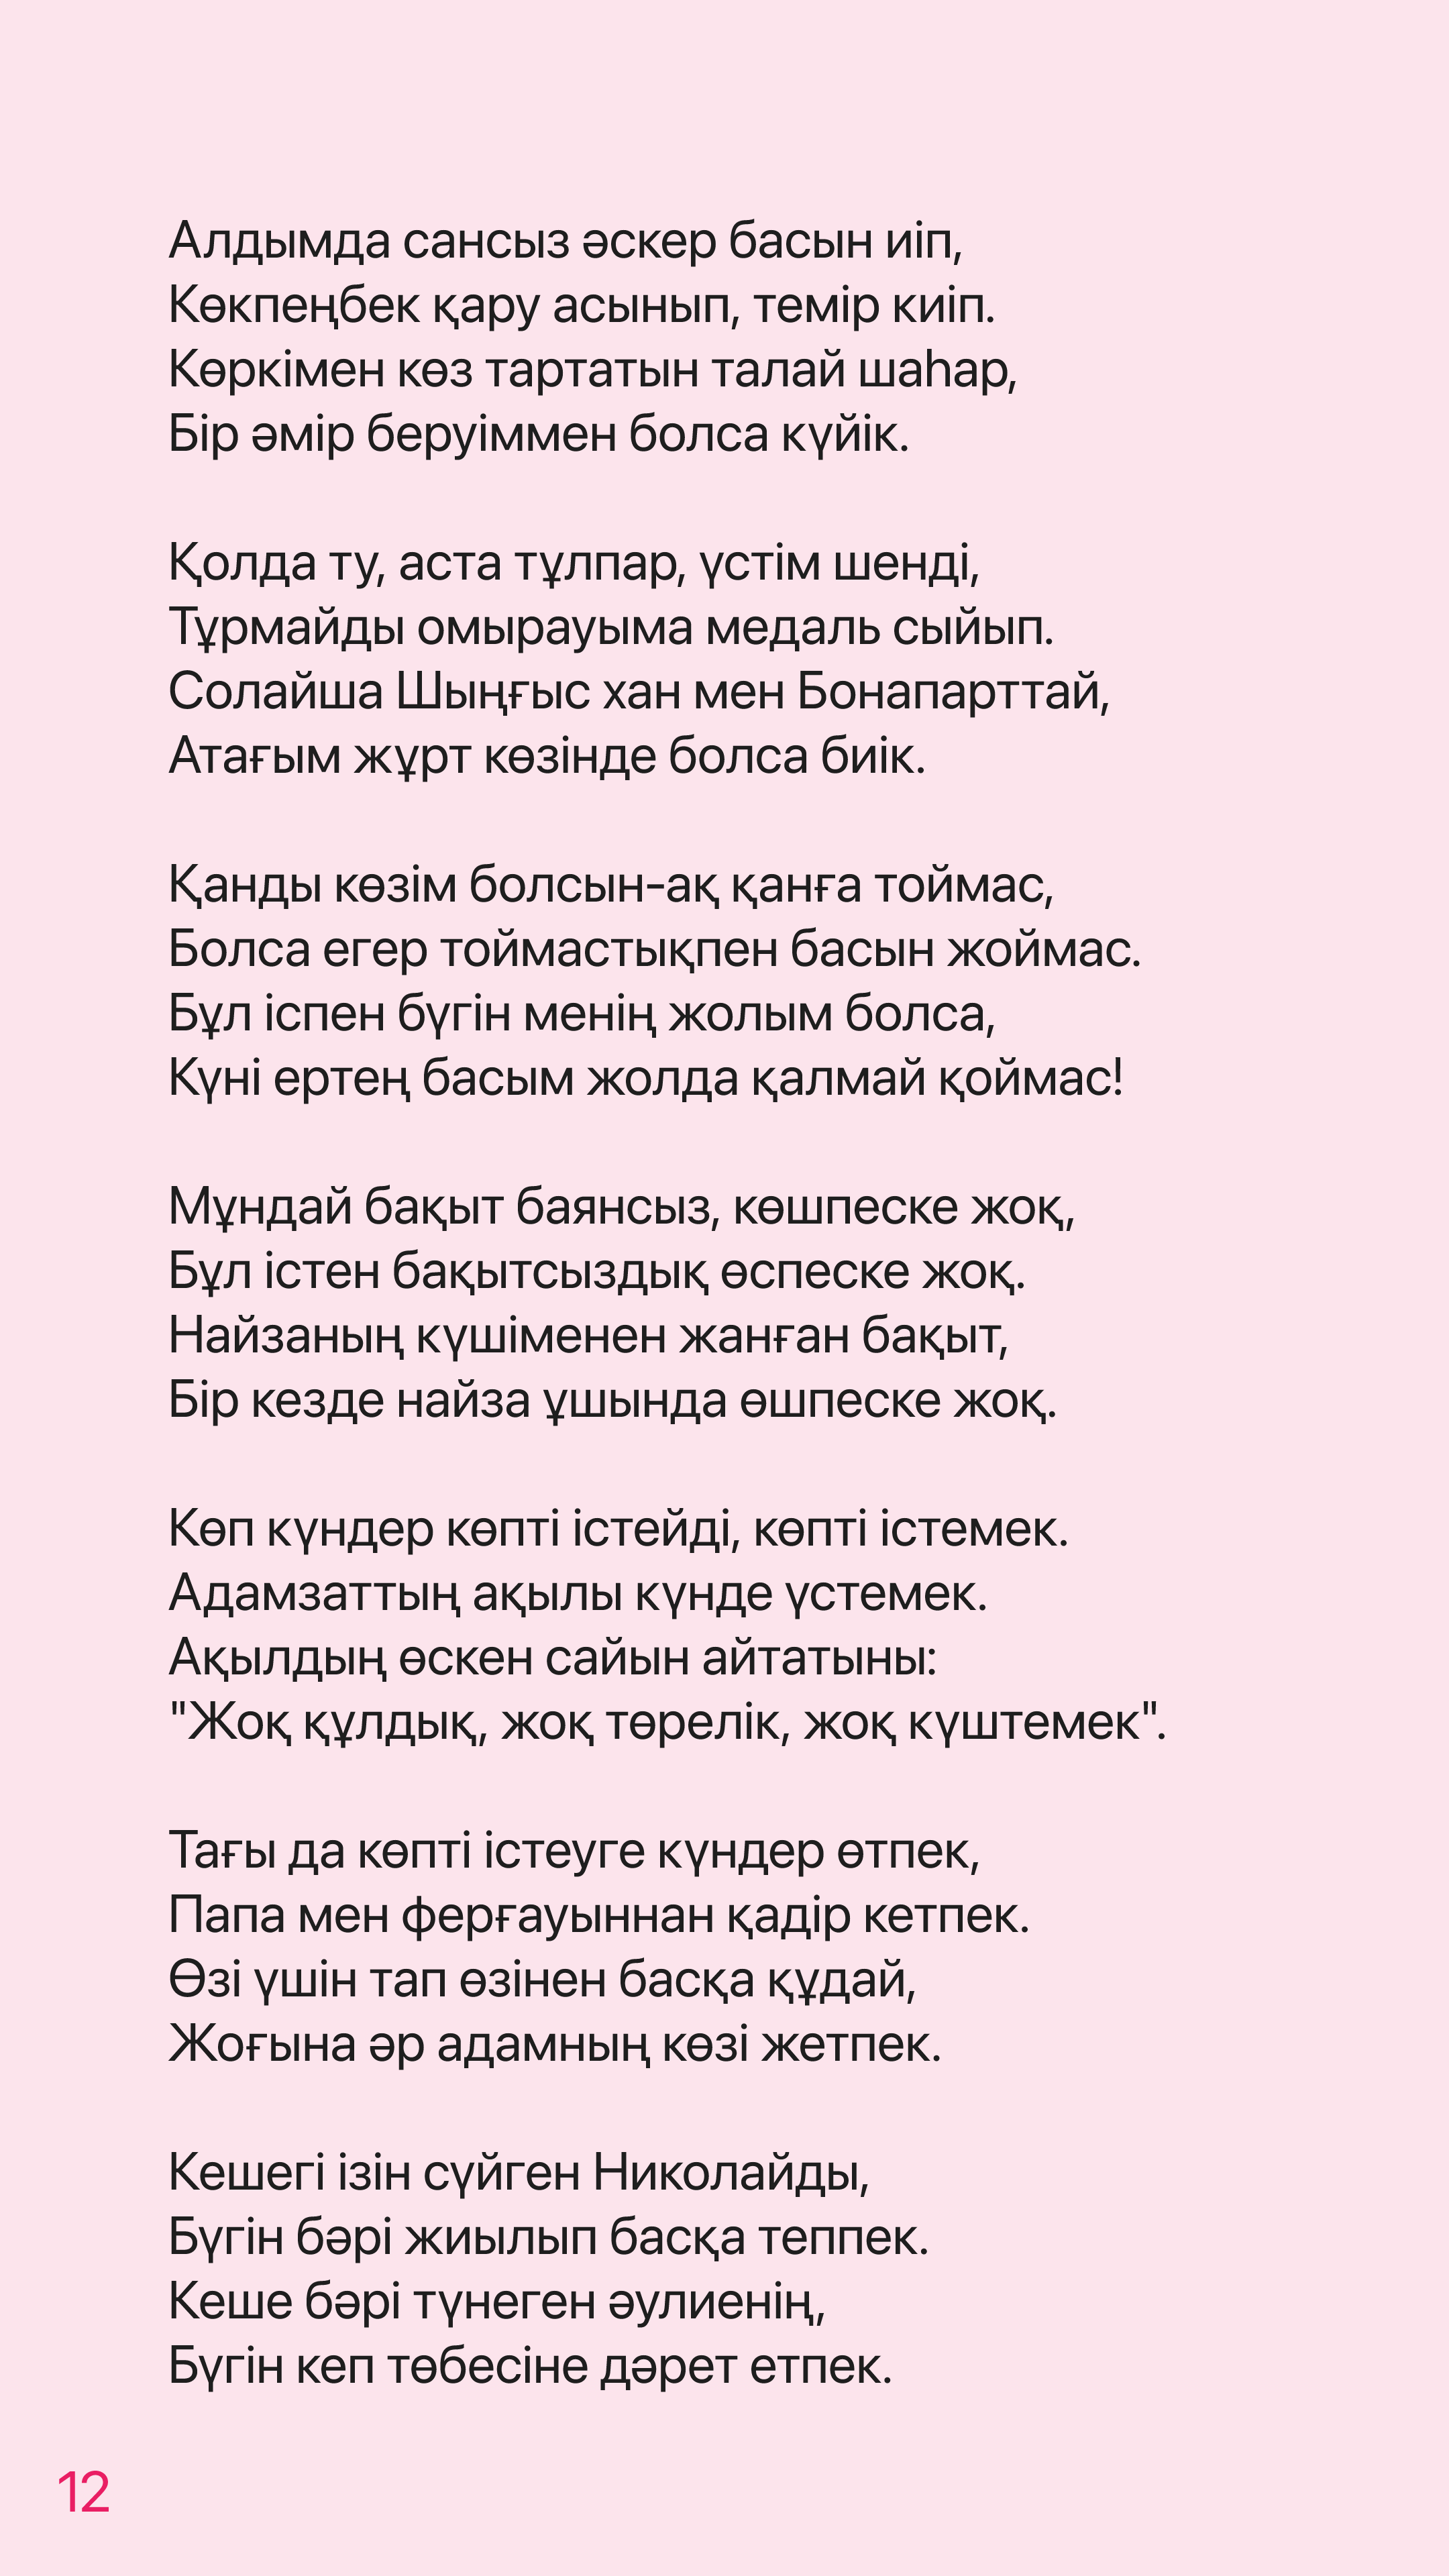 Алдымда сансыз әскер басын иіп,
Көкпеңбек қару асынып, темір киіп.
Көркімен көз тартатын талай шаһар,
Бір әмір беруіммен болса күйік.

Қолда ту, аста тұлпар, үстім шенді,
Тұрмайды омырауыма медаль сыйып.
Солайша Шыңғыс хан мен Бонапарттай,
Атағым жұрт көзінде болса биік.

Қанды көзім болсын-ақ қанға тоймас,
Болса егер тоймастықпен басын жоймас.
Бұл іспен бүгін менің жолым болса,
Күні ертең басым жолда қалмай қоймас!

Мұндай бақыт баянсыз, көшпеске жоқ,
Бұл істен бақытсыздық өспеске жоқ.
Найзаның күшіменен жанған бақыт,
Бір кезде найза ұшында өшпеске жоқ.

Көп күндер көпті істейді, көпті істемек.
Адамзаттың ақылы күнде үстемек.
Ақылдың өскен сайын айтатыны:
"Жоқ құлдық, жоқ төрелік, жоқ күштемек".

Тағы да көпті істеуге күндер өтпек,
Папа мен ферғауыннан қадір кетпек.
Өзі үшін тап өзінен басқа құдай,
Жоғына әр адамның көзі жетпек.

Кешегі ізін сүйген Николайды,
Бүгін бәрі жиылып басқа теппек.
Кеше бәрі түнеген әулиенің,
Бүгін кеп төбесіне дәрет етпек.

12